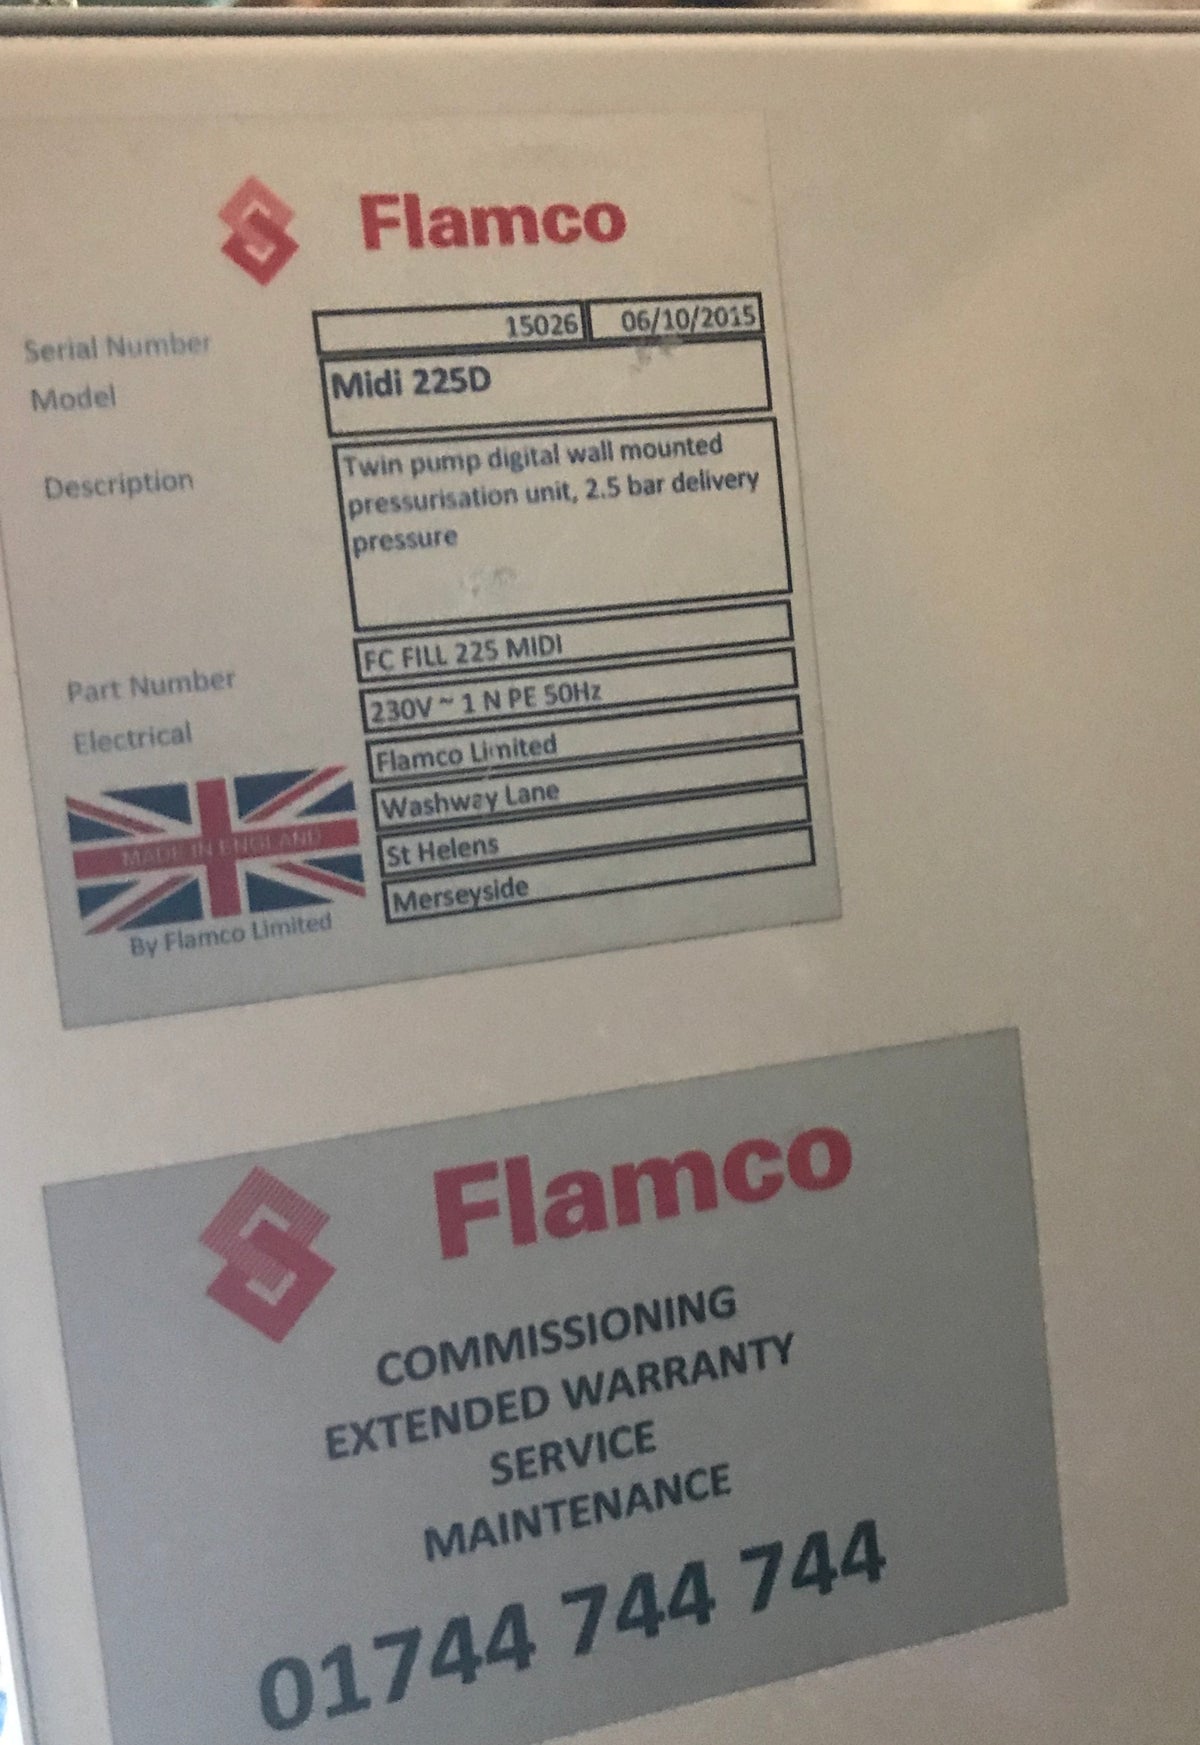 Flamco
Serial Number 15026 06/10/2015
Model Midi 225D
Description Twin pump digital wall mounted
pressurisation unit, 2.5 bar delivery
pressure
Part Number FC FILL 225 MIDI
Electrical 230V ~ 1 N PE 50Hz
Flamco Limited
Washway Lane
St Helens
Merseyside
MADE IN ENGLAND
By Flamco Limited
Flamco
COMMISSIONING
EXTENDED WARRANTY
SERVICE
MAINTENANCE
01744 744 744